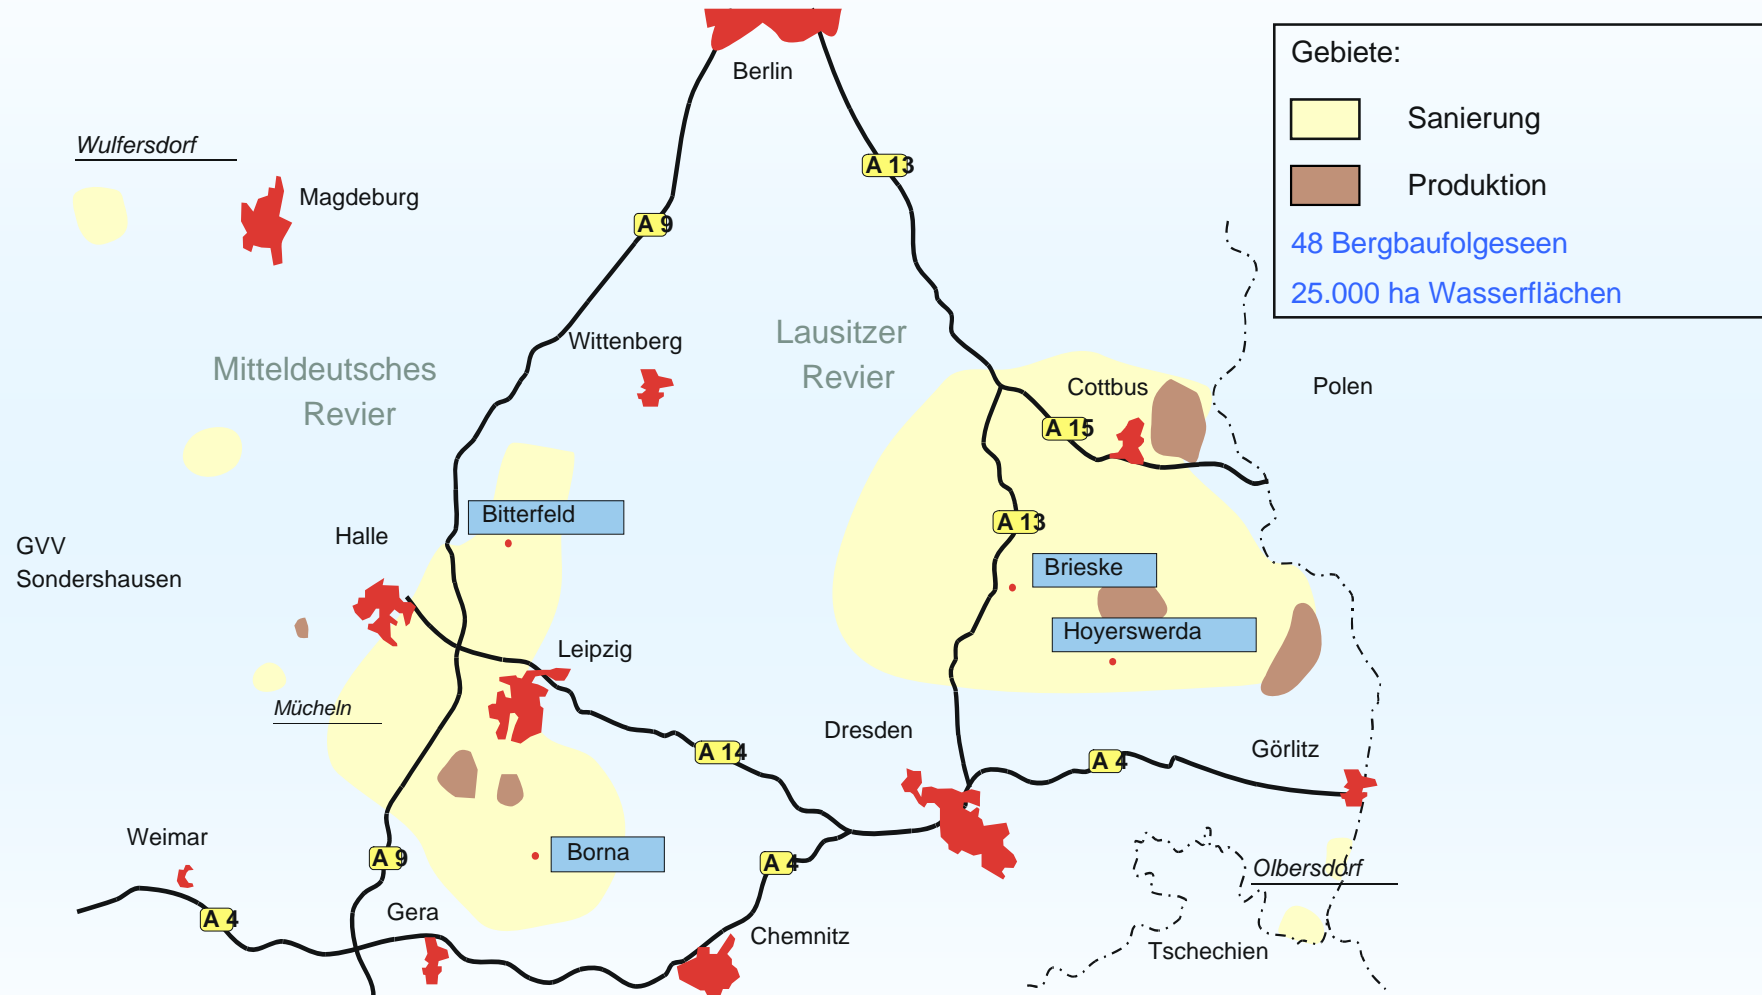 Gebiete:
Sanierung
Produktion
48 Bergbaufolgeseen
25.000 ha Wasserflächen
Berlin
Wulfersdorf
Magdeburg
A 13
A 9
Wittenberg
Lausitzer
Revier
Mitteldeutsches
Revier
Cottbus
Polen
A 15
Bitterfeld
A 13
Halle
GVV
Sondershausen
Brieske
Hoyerswerda
Leipzig
Mücheln
Dresden
A 14
A 4
Görlitz
Weimar
A 9
Borna
A 4
Olbersdorf
A 4
Gera
Chemnitz
Tschechien